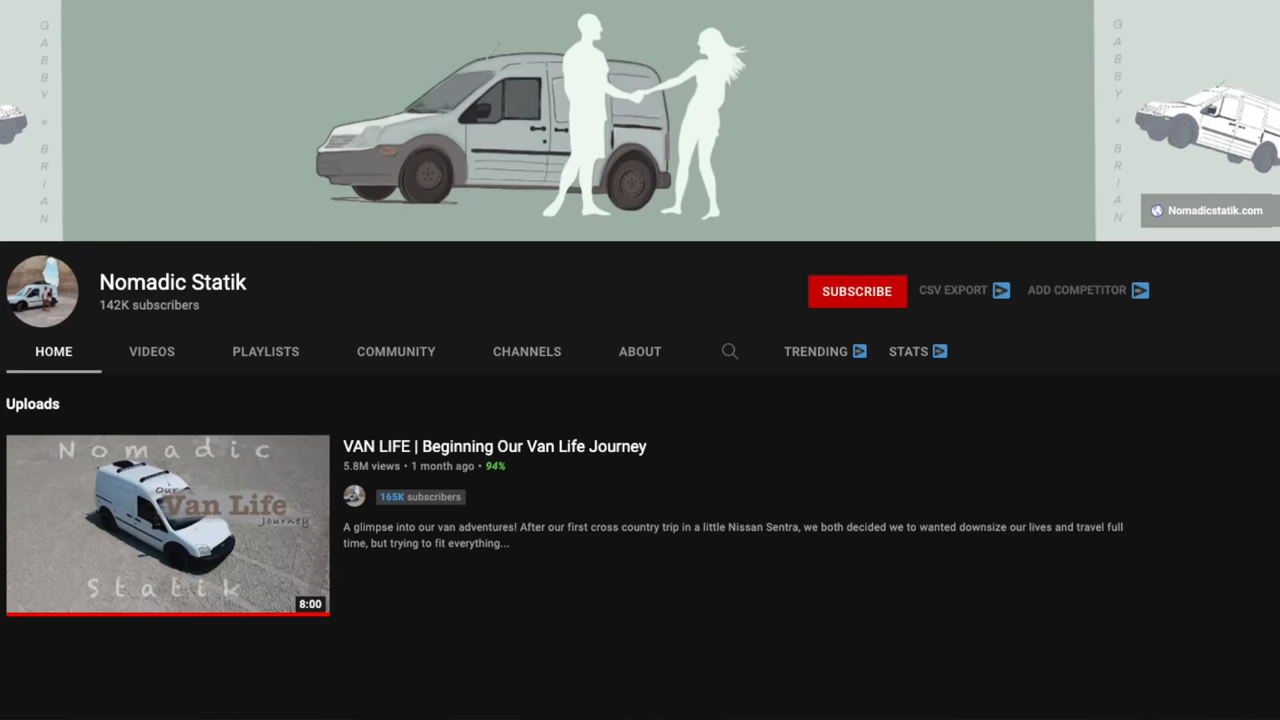 GABBY + BRIAN
GABBY + BRIAN
Nomadicstatik.com
Nomadic Statik
142K subscribers
SUBSCRIBE
CSV EXPORT
ADD COMPETITOR
HOME
VIDEOS
PLAYLISTS
COMMUNITY
CHANNELS
ABOUT
TRENDING
STATS
Uploads
Nomadic
Our
Van Life
Journey
Statik
8:00
VAN LIFE | Beginning Our Van Life Journey
5.8M views • 1 month ago • 94%
165K subscribers
A glimpse into our van adventures! After our first cross country trip in a little Nissan Sentra, we both decided we to wanted downsize our lives and travel full
time, but trying to fit everything...